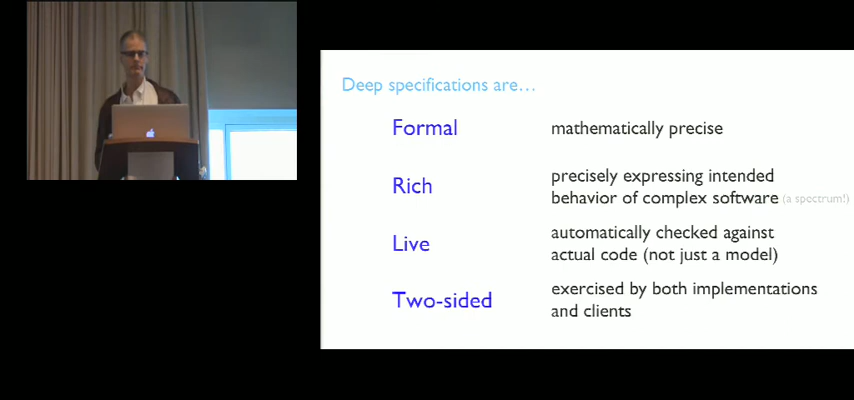 Deep specifications are…
Formal mathematically precise
Rich precisely expressing intended
behavior of complex software (a spectrum!)
Live automatically checked against
actual code (not just a model)
Two-sided exercised by both implementations
and clients